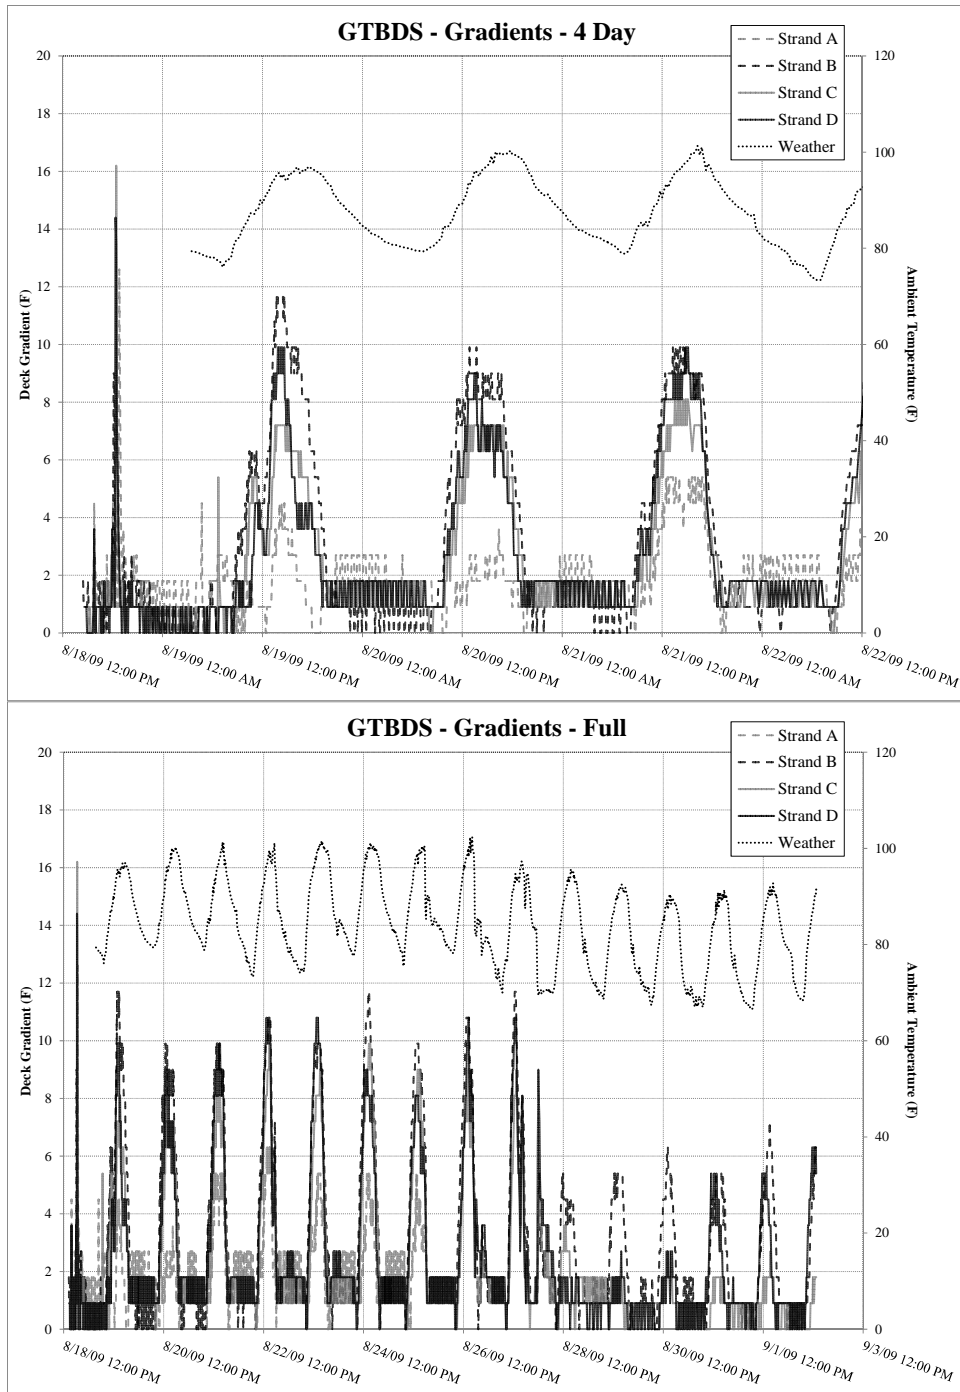 GTBDS - Gradients - 4 Day
Strand A
Strand B
Strand C
Strand D
Weather
20
18
16
14
12
10
8
6
4
2
0
Deck Gradient (F)
120
100
80
60
40
20
0
Ambient Temperature (F)
8/18/09 12:00 PM
8/19/09 12:00 AM
8/19/09 12:00 PM
8/20/09 12:00 AM
8/20/09 12:00 PM
8/21/09 12:00 AM
8/21/09 12:00 PM
8/22/09 12:00 AM
8/22/09 12:00 PM
GTBDS - Gradients - Full
Strand A
Strand B
Strand C
Strand D
Weather
20
18
16
14
12
10
8
6
4
2
0
Deck Gradient (F)
120
100
80
60
40
20
0
Ambient Temperature (F)
8/18/09 12:00 PM
8/20/09 12:00 PM
8/22/09 12:00 PM
8/24/09 12:00 PM
8/26/09 12:00 PM
8/28/09 12:00 PM
8/30/09 12:00 PM
9/1/09 12:00 PM
9/3/09 12:00 PM